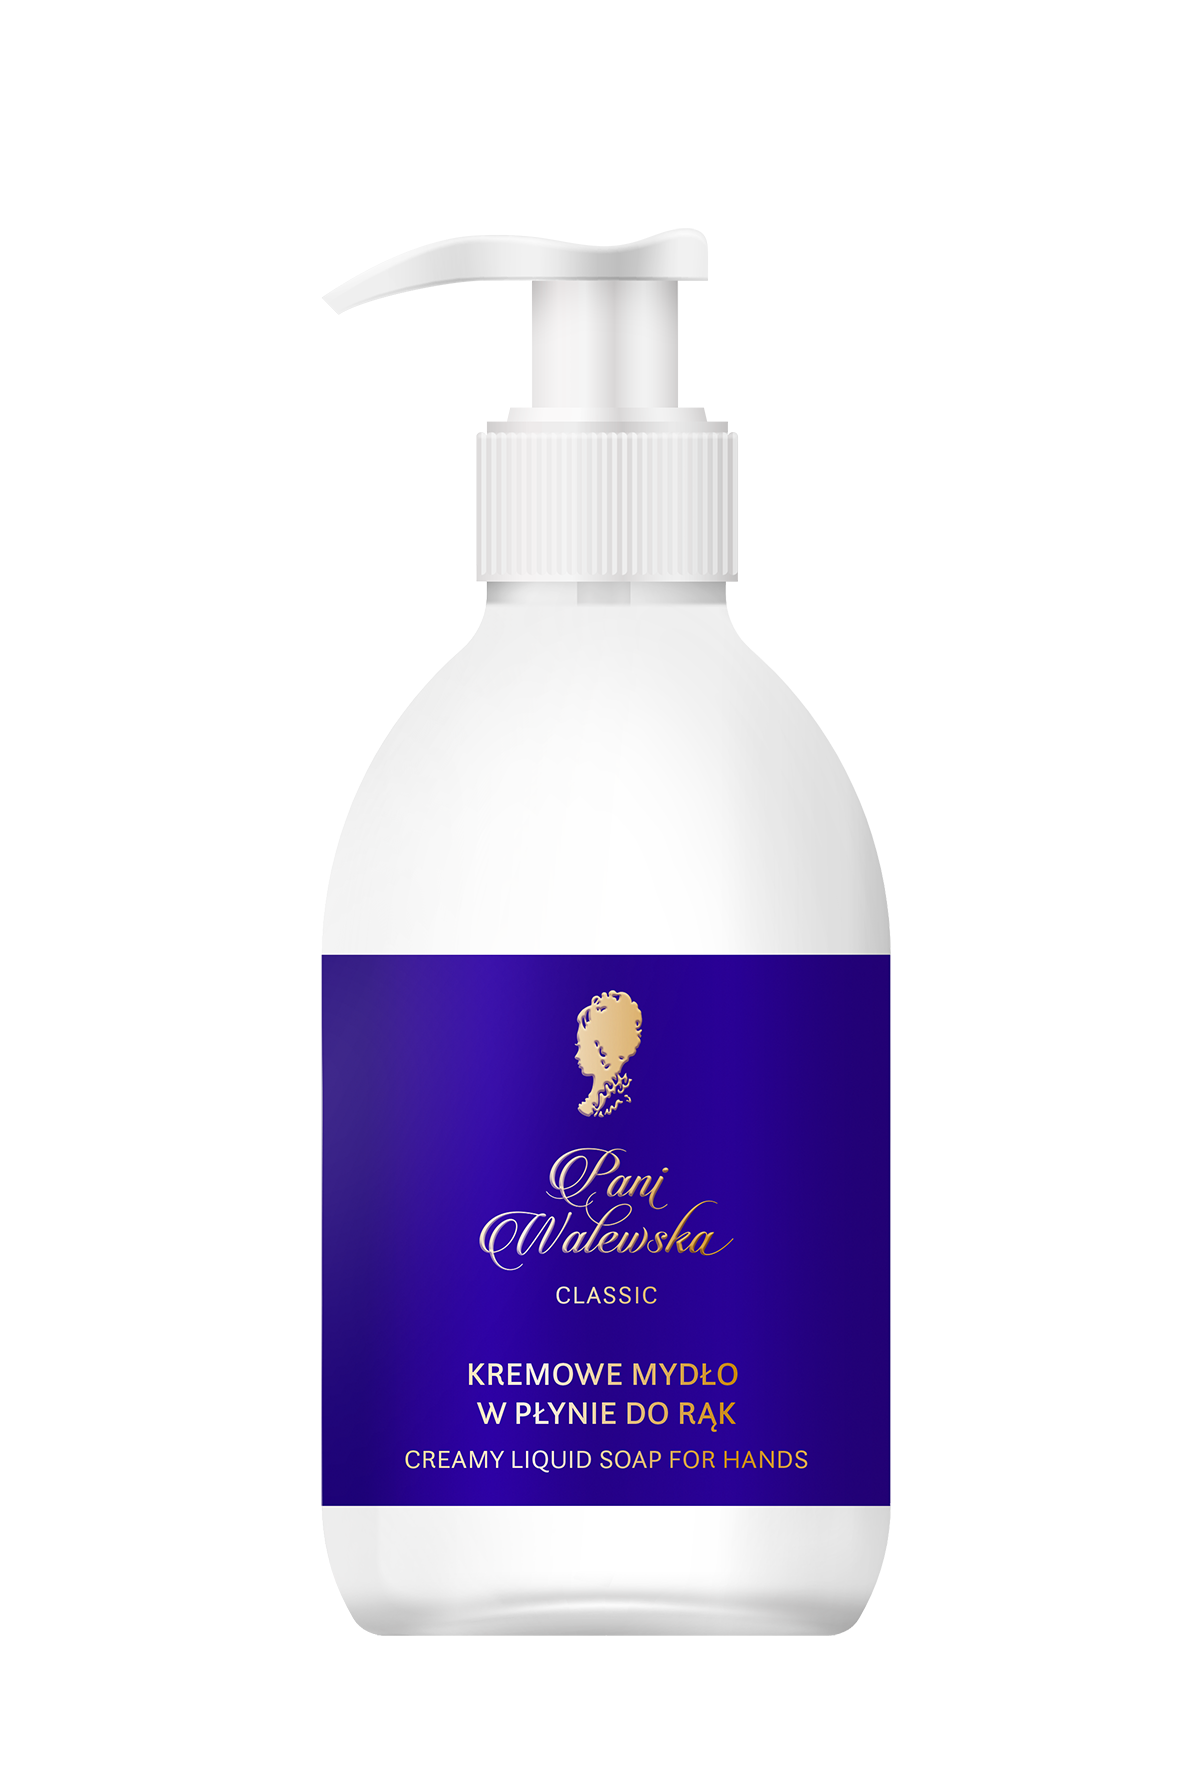 Pani
Walewska
CLASSIC
KREMOWE MYDŁO
W PŁYNIE DO RĄK
CREAMY LIQUID SOAP FOR HANDS